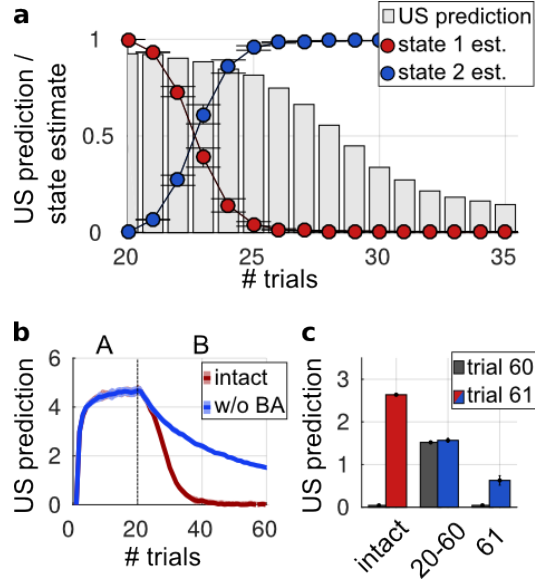 a
US prediction
state 1 est.
state 2 est.
US prediction /
state estimate
1
0.5
0
20
25
30
35
# trials
b
A
B
intact
w/o BA
US prediction
6
4
2
0
0
20
40
60
# trials
c
trial 60
trial 61
US prediction
3
2
1
0
intact
20-60
61